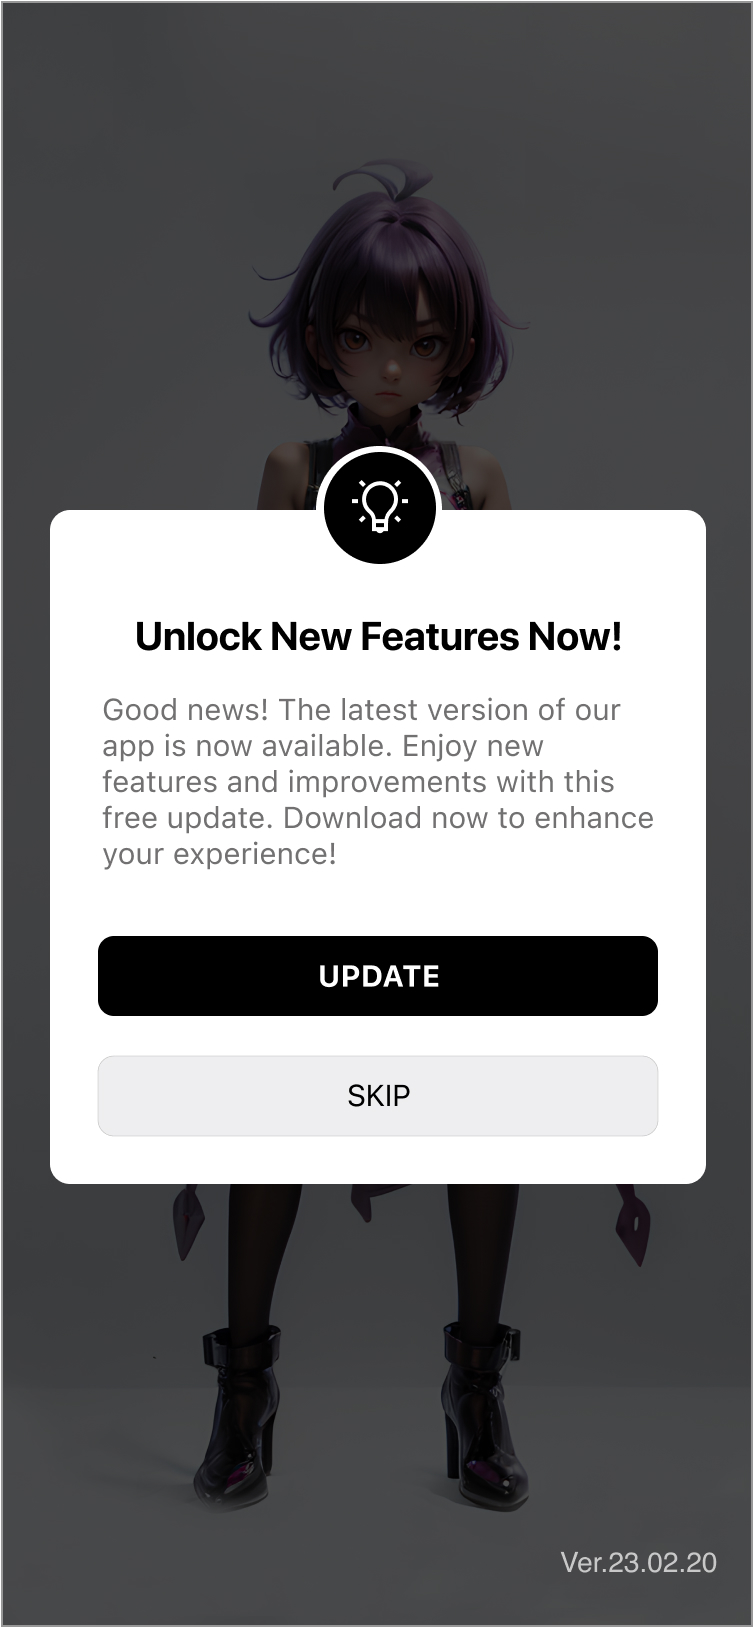 Unlock New Features Now!
Good news! The latest version of our
app is now available. Enjoy new
features and improvements with this
free update. Download now to enhance
your experience!
UPDATE
SKIP
Ver.23.02.20